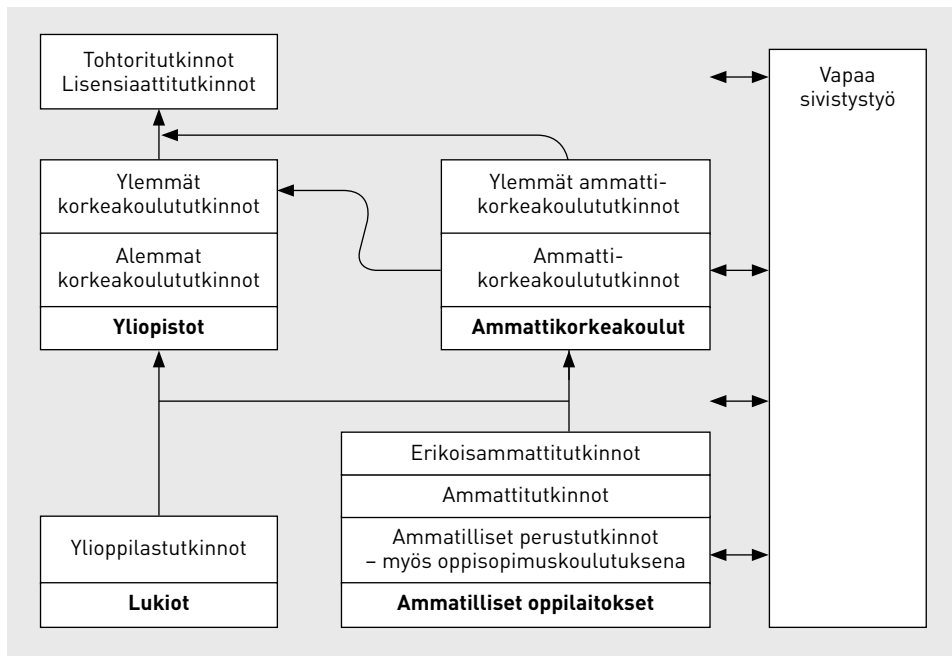 Tohtoritutkinnot
Lisensiaattitutkinnot
Vapaa
sivistystyö
Ylemmät
korkeakoulututkinnot
Alemmat
korkeakoulututkinnot
Yliopistot
Ylemmät ammatti-
korkeakoulututkinnot
Ammatti-
korkeakoulututkinnot
Ammattikorkeakoulut
Ylioppilastutkinnot
Lukiot
Erikoisammattitutkinnot
Ammattitutkinnot
Ammatilliset perustutkinnot
– myös oppisopimuskoulutuksena
Ammatilliset oppilaitokset